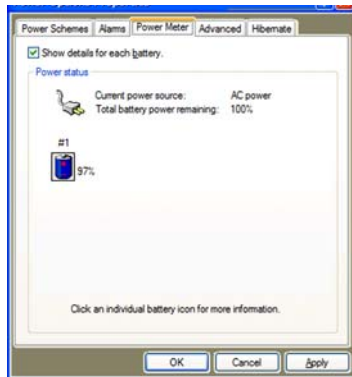 Power Schemes Alarms Power Meter Advanced Hibernate
Show details for each battery.
Power status
Current power source: AC power
Total battery power remaining: 100%
#1
97%
Click an individual battery icon for more information.
OK Cancel Apply